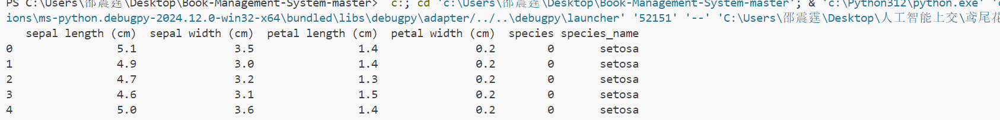 PS C:\Users\邵震霆\Desktop\Book-Management-System-master>  c:; cd 'c:\Users\邵震霆\Desktop\Book-Management-System-master'; & 'c:\Python312\python.exe'
ions\ms-python.debugpy-2024.12.0-win32-x64\bundled\libs\debugpy\adapter/../..\debugpy\launcher' '52151' '--' 'C:\Users\邵震霆\Desktop\人工智能上交\鸢尾花
sepal length (cm)  sepal width (cm)  petal length (cm)  petal width (cm)  species species_name
0 5.1 3.5 1.4 0.2 0 setosa
1 4.9 3.0 1.4 0.2 0 setosa
2 4.7 3.2 1.3 0.2 0 setosa
3 4.6 3.1 1.5 0.2 0 setosa
4 5.0 3.6 1.4 0.2 0 setosa